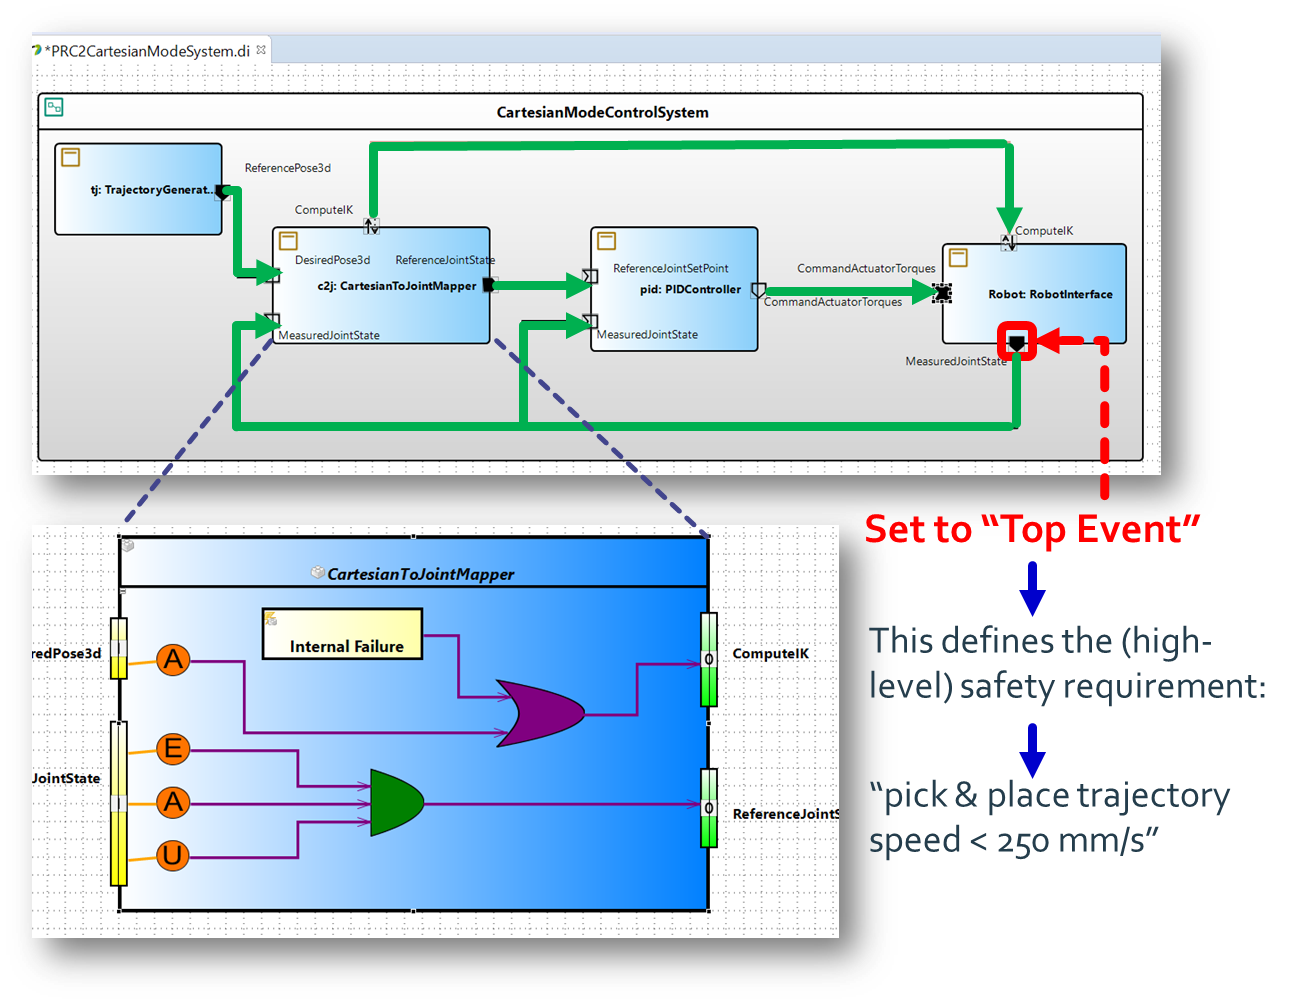 *PRC2CartesianModeSystem.di
CartesianModeControlSystem
ReferencePose3d
tj: TrajectoryGenerat...
ComputeIK
ComputeIK
DesiredPose3d
ReferenceJointState
ReferenceJointSetPoint
CommandActuatorTorques
c2j: CartesianToJointMapper
pid: PIDController
Robot: RobotInterface
CommandActuatorTorques
MeasuredJointState
MeasuredJointState
MeasuredJointState
Set to “Top Event”
This defines the (high-
level) safety requirement:
“pick & place trajectory
speed < 250 mm/s”
CartesianToJointMapper
Internal Failure
redPose3d
A
I
O
ComputeIK
E
JointState
A
I
O
ReferenceJointS
U